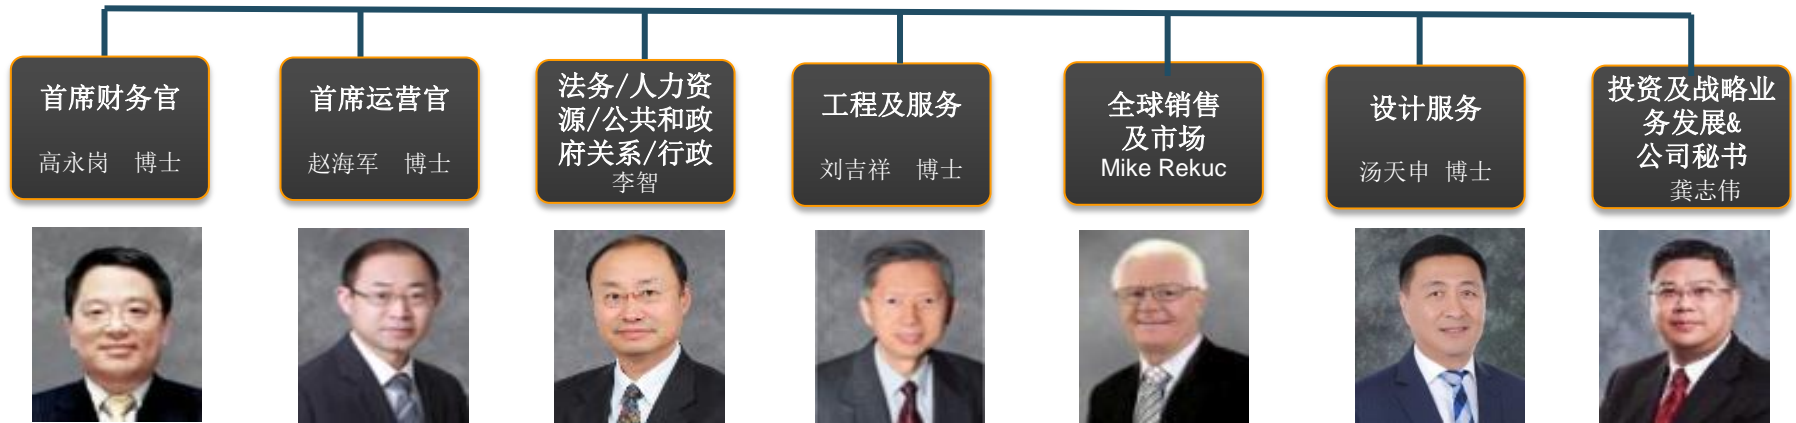 首席财务官
高永岗 博士
首席运营官
赵海军 博士
法务/人力资
源/公共和政
府关系/行政
李智
工程及服务
刘吉祥 博士
全球销售
及市场
Mike Rekuc
设计服务
汤天申 博士
投资及战略业
务发展&
公司秘书
龚志伟